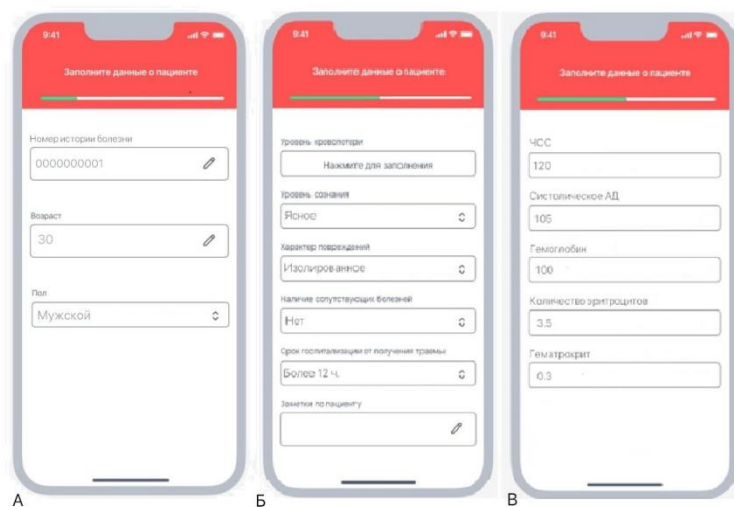 9:41
Заполните данные о пациенте
Номер истории болезни
0000000001
Возраст
30
Пол
Мужской
А
9:41
Заполните данные о пациенте
Уровень кровопотери
Нажмите для заполнения
Уровень сознания
Ясное
Характер повреждений
Изолированное
Наличие сопутствующих болезней
Нет
Срок госпитализации от получения травмы
Более 12 ч.
Заметки по пациенту
Б
9:41
Заполните данные о пациенте
ЧСС
120
Систолическое АД
105
Гемоглобин
100
Количество эритроцитов
3.5
Гематрокрит
0.3
В